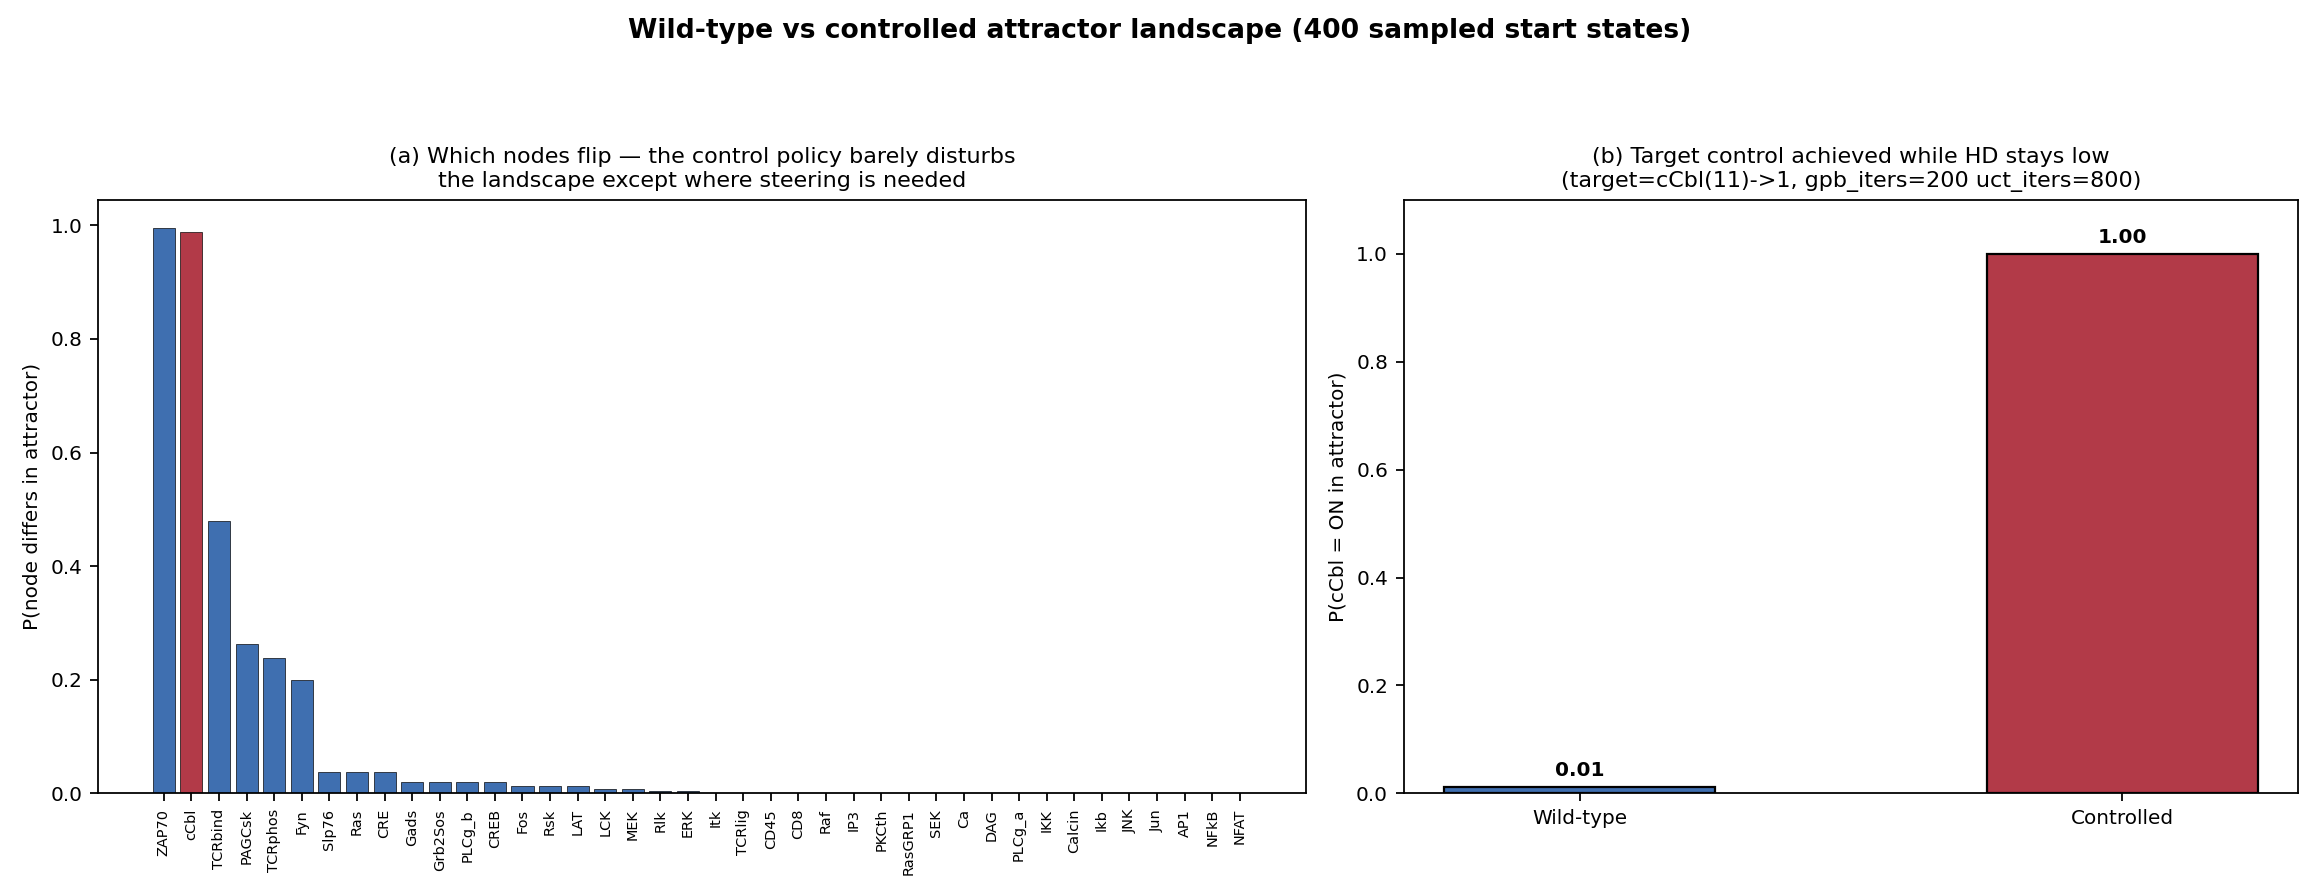 Wild-type vs controlled attractor landscape (400 sampled start states)
(a) Which nodes flip — the control policy barely disturbs
the landscape except where steering is needed
P(node differs in attractor)
1.0
0.8
0.6
0.4
0.2
0.0
ZAP70
cCbl
TCRbind
PAGCsk
TCRphos
Fyn
Slp76
Ras
CRE
Gads
Grb2Sos
PLCg_b
CREB
Fos
Rsk
LAT
LCK
MEK
Rlk
ERK
Itk
TCRlig
CD45
CD8
Raf
IP3
PKCth
RasGRP1
SEK
Ca
DAG
PLCg_a
IKK
Calcin
Ikb
JNK
Jun
AP1
NFkB
NFAT
(b) Target control achieved while HD stays low
(target=cCbl(11)->1, gpb_iters=200 uct_iters=800)
P(cCbl = ON in attractor)
1.0
0.8
0.6
0.4
0.2
0.0
0.01
1.00
Wild-type
Controlled